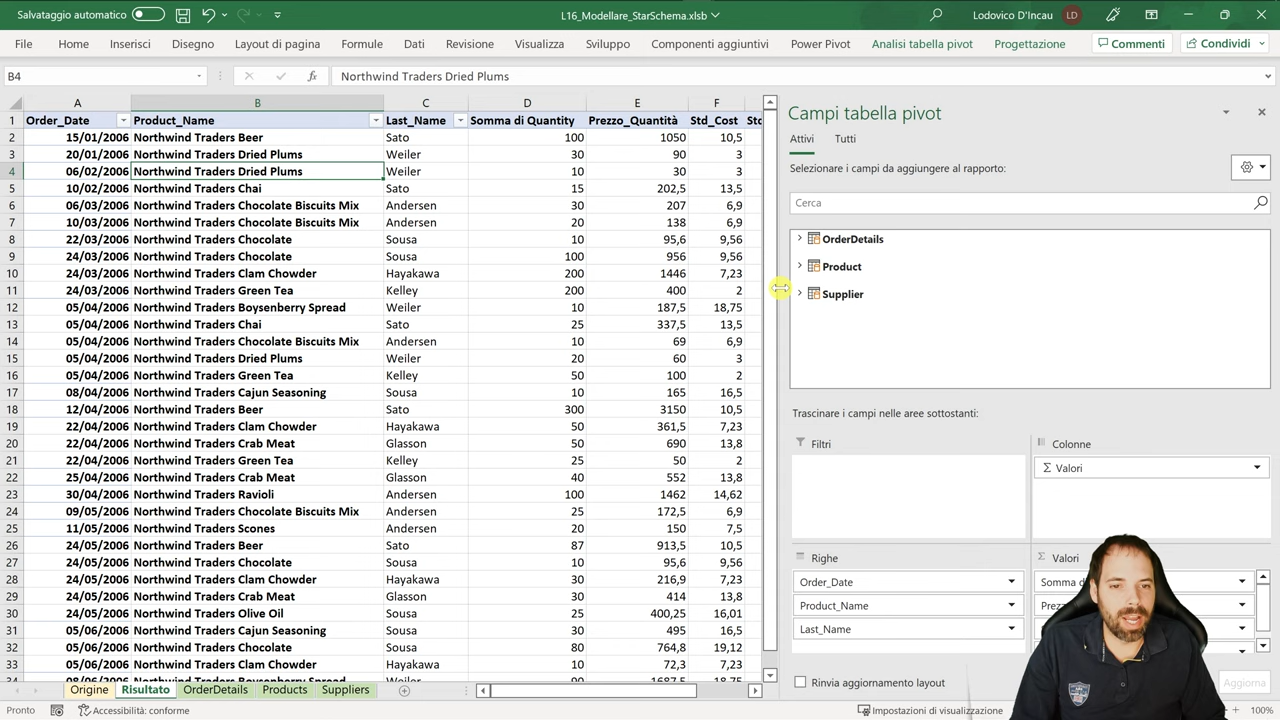 Salvataggio automatico
L16_Modellare_StarSchema.xlsb
Lodovico D'Incau LD
File Home Inserisci Disegno Layout di pagina Formule Dati Revisione Visualizza Sviluppo Componenti aggiuntivi Power Pivot Analisi tabella pivot Progettazione Commenti Condividi
B4 fx Northwind Traders Dried Plums
A B C D E F
1 Order_Date Product_Name Last_Name Somma di Quantity Prezzo_Quantità Std_Cost
2 15/01/2006 Northwind Traders Beer Sato 100 1050 10,5
3 20/01/2006 Northwind Traders Dried Plums Weiler 30 90 3
4 06/02/2006 Northwind Traders Dried Plums Weiler 10 30 3
5 10/02/2006 Northwind Traders Chai Sato 15 202,5 13,5
6 06/03/2006 Northwind Traders Chocolate Biscuits Mix Andersen 30 207 6,9
7 10/03/2006 Northwind Traders Chocolate Biscuits Mix Andersen 20 138 6,9
8 22/03/2006 Northwind Traders Chocolate Sousa 10 95,6 9,56
9 24/03/2006 Northwind Traders Chocolate Sousa 100 956 9,56
10 24/03/2006 Northwind Traders Clam Chowder Hayakawa 200 1446 7,23
11 24/03/2006 Northwind Traders Green Tea Kelley 200 400 2
12 05/04/2006 Northwind Traders Boysenberry Spread Weiler 10 187,5 18,75
13 05/04/2006 Northwind Traders Chai Sato 25 337,5 13,5
14 05/04/2006 Northwind Traders Chocolate Biscuits Mix Andersen 10 69 6,9
15 05/04/2006 Northwind Traders Dried Plums Weiler 20 60 3
16 05/04/2006 Northwind Traders Green Tea Kelley 50 100 2
17 08/04/2006 Northwind Traders Cajun Seasoning Sousa 10 165 16,5
18 12/04/2006 Northwind Traders Beer Sato 300 3150 10,5
19 22/04/2006 Northwind Traders Clam Chowder Hayakawa 50 361,5 7,23
20 22/04/2006 Northwind Traders Crab Meat Glasson 50 690 13,8
21 22/04/2006 Northwind Traders Green Tea Kelley 25 50 2
22 25/04/2006 Northwind Traders Crab Meat Glasson 40 552 13,8
23 30/04/2006 Northwind Traders Ravioli Andersen 100 1462 14,62
24 09/05/2006 Northwind Traders Chocolate Biscuits Mix Andersen 25 172,5 6,9
25 11/05/2006 Northwind Traders Scones Andersen 20 150 7,5
26 24/05/2006 Northwind Traders Beer Sato 87 913,5 10,5
27 24/05/2006 Northwind Traders Chocolate Sousa 10 95,6 9,56
28 24/05/2006 Northwind Traders Clam Chowder Hayakawa 30 216,9 7,23
29 24/05/2006 Northwind Traders Crab Meat Glasson 30 414 13,8
30 24/05/2006 Northwind Traders Olive Oil Sousa 25 400,25 16,01
31 05/06/2006 Northwind Traders Cajun Seasoning Sousa 30 495 16,5
32 05/06/2006 Northwind Traders Chocolate Sousa 80 764,8 19,12
33 05/06/2006 Northwind Traders Clam Chowder Hayakawa 10 72,3 7,23
Origine Risultato OrderDetails Products Suppliers
Pronto Accessibilità: conforme Impostazioni di visualizzazione 100%
Campi tabella pivot
Attivi Tutti
Selezionare i campi da aggiungere al rapporto:
Cerca
OrderDetails
Product
Supplier
Trascinare i campi nelle aree sottostanti:
Filtri
Colonne
Σ Valori
Righe
Order_Date
Product_Name
Last_Name
Σ Valori
Somma d
Rinvia aggiornamento layout
Aggiorna